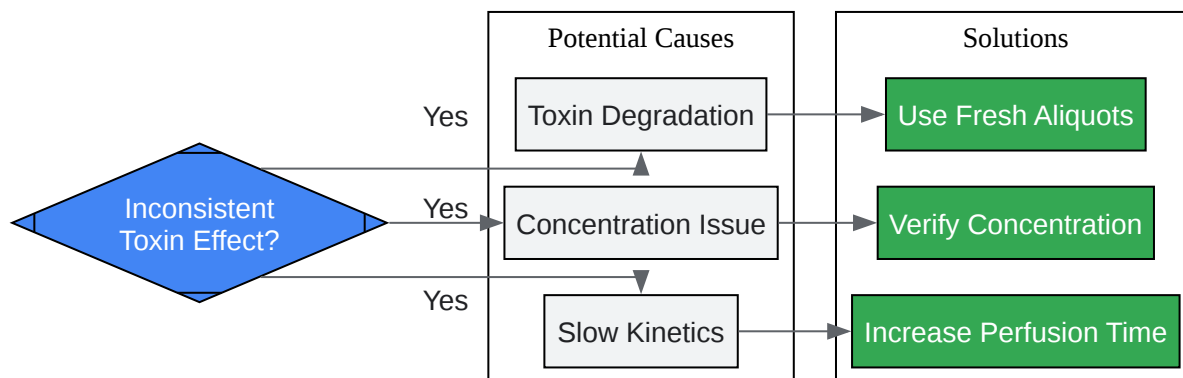 Potential Causes
Solutions
Yes
Toxin Degradation
Use Fresh Aliquots
Inconsistent
Toxin Effect?
Yes
Concentration Issue
Verify Concentration
Yes
Slow Kinetics
Increase Perfusion Time